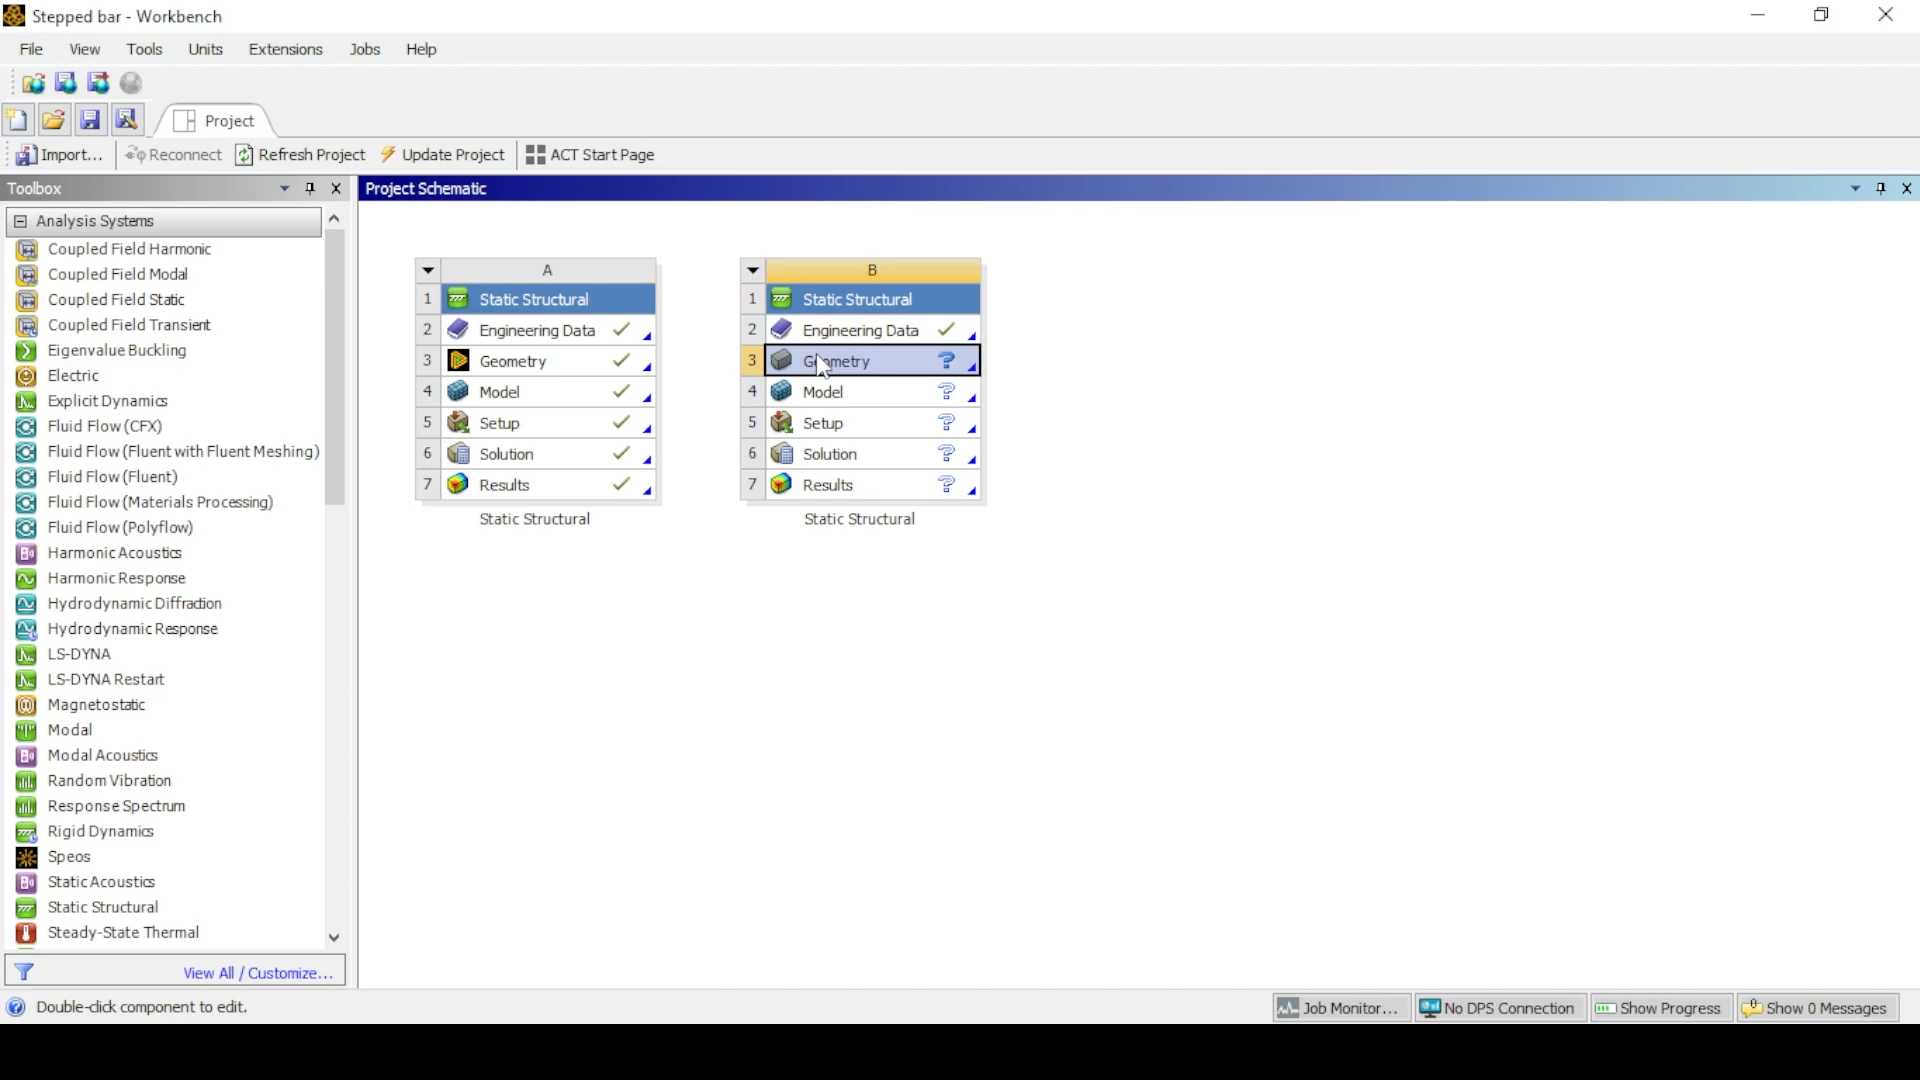 Stepped bar - Workbench
File View Tools Units Extensions Jobs Help
Project
Import... Reconnect Refresh Project Update Project ACT Start Page
Toolbox
Analysis Systems
Coupled Field Harmonic
Coupled Field Modal
Coupled Field Static
Coupled Field Transient
Eigenvalue Buckling
Electric
Explicit Dynamics
Fluid Flow (CFX)
Fluid Flow (Fluent with Fluent Meshing)
Fluid Flow (Fluent)
Fluid Flow (Materials Processing)
Fluid Flow (Polyflow)
Harmonic Acoustics
Harmonic Response
Hydrodynamic Diffraction
Hydrodynamic Response
LS-DYNA
LS-DYNA Restart
Magnetostatic
Modal
Modal Acoustics
Random Vibration
Response Spectrum
Rigid Dynamics
Speos
Static Acoustics
Static Structural
Steady-State Thermal
View All / Customize...
Project Schematic
A
1 Static Structural
2 Engineering Data
3 Geometry
4 Model
5 Setup
6 Solution
7 Results
Static Structural
B
1 Static Structural
2 Engineering Data
3 Geometry ?
4 Model ?
5 Setup ?
6 Solution ?
7 Results ?
Static Structural
Double-click component to edit.
Job Monitor... No DPS Connection Show Progress Show 0 Messages